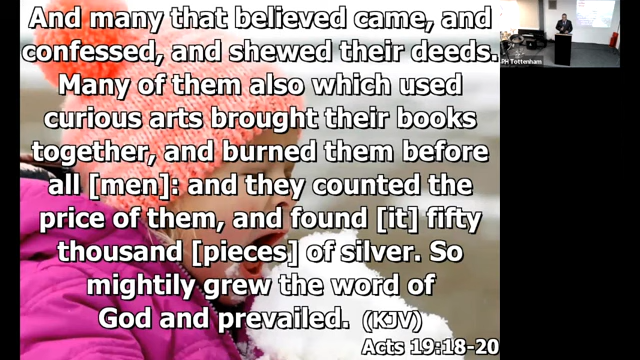 And many that believed came, and
confessed, and shewed their deeds.
Many of them also which used
curious arts brought their books
together, and burned them before
all [men]: and they counted the
price of them, and found [it] fifty
thousand [pieces] of silver. So
mightily grew the word of
God and prevailed. (KJV)
Acts 19:18-20
PH Tottenham